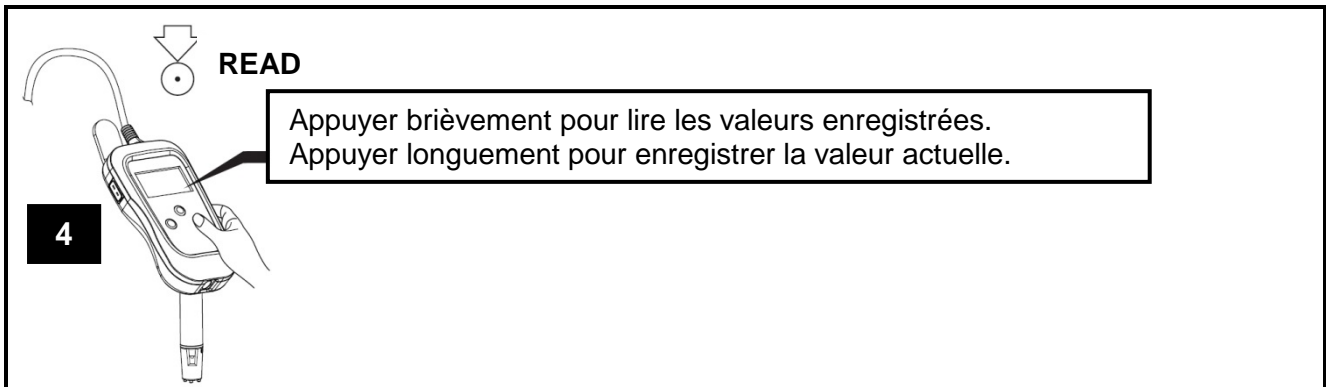 READ
Appuyer brièvement pour lire les valeurs enregistrées.
Appuyer longuement pour enregistrer la valeur actuelle.
4